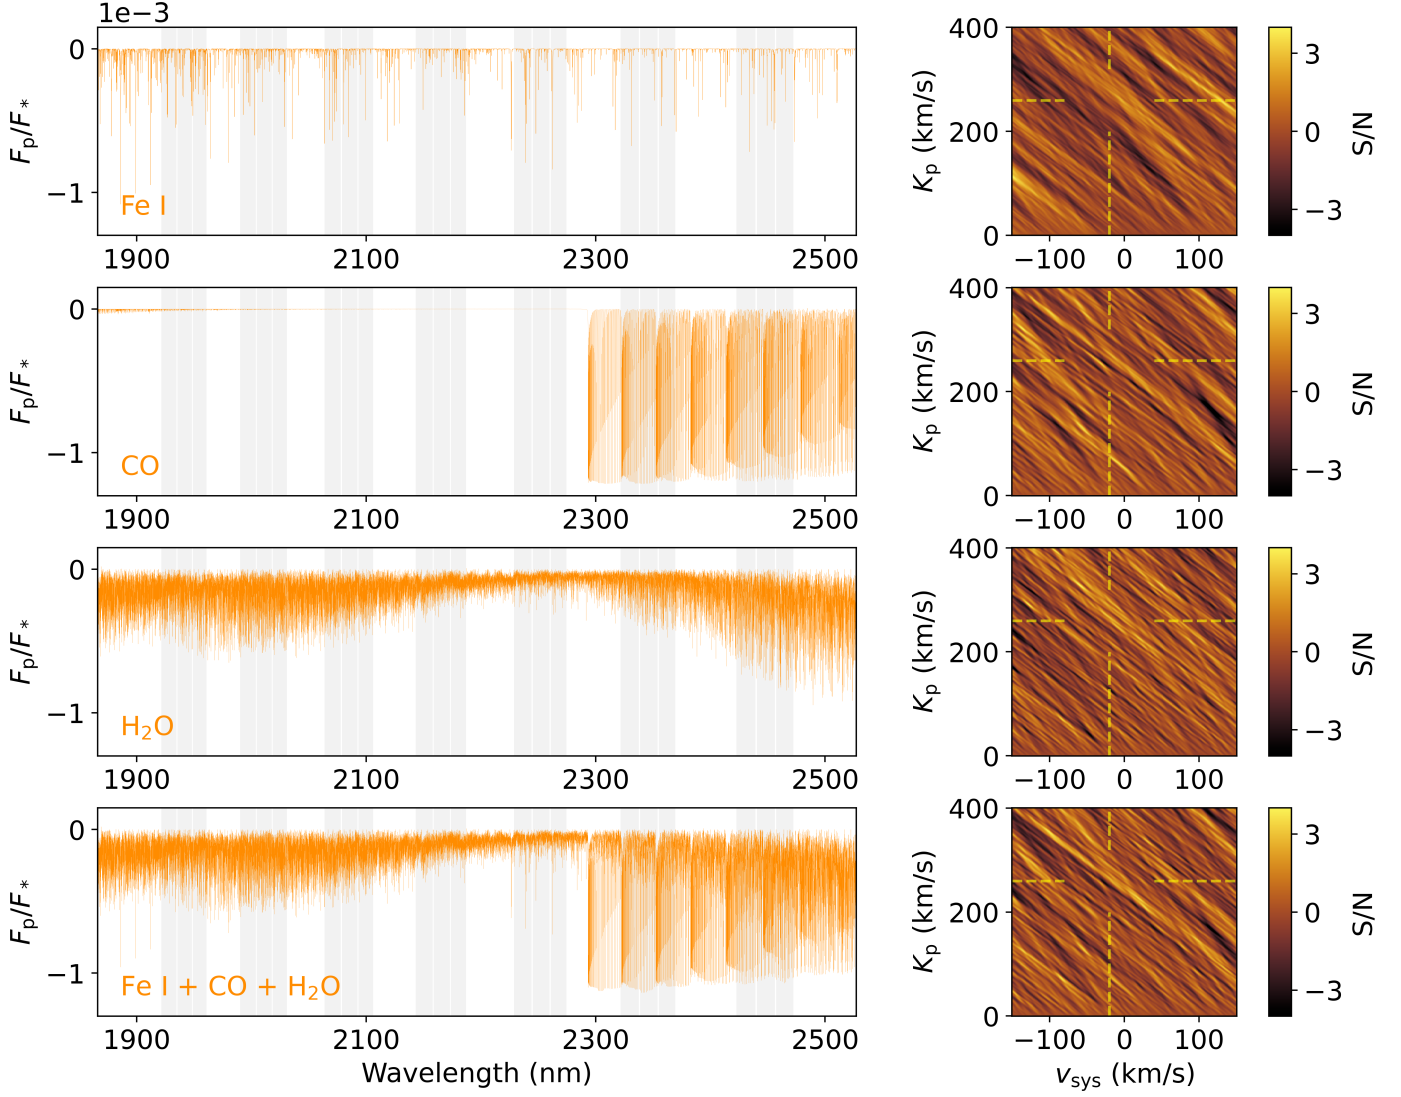 1e−3
0
−1
F_p/F_*
Fe I
1900 2100 2300 2500
400
200
0
K_p (km/s)
−100 0 100
3
0
−3
S/N
0
−1
F_p/F_*
CO
1900 2100 2300 2500
400
200
0
K_p (km/s)
−100 0 100
3
0
−3
S/N
0
−1
F_p/F_*
H₂O
1900 2100 2300 2500
400
200
0
K_p (km/s)
−100 0 100
3
0
−3
S/N
0
−1
F_p/F_*
Fe I + CO + H₂O
1900 2100 2300 2500
Wavelength (nm)
400
200
0
K_p (km/s)
−100 0 100
v_sys (km/s)
3
0
−3
S/N